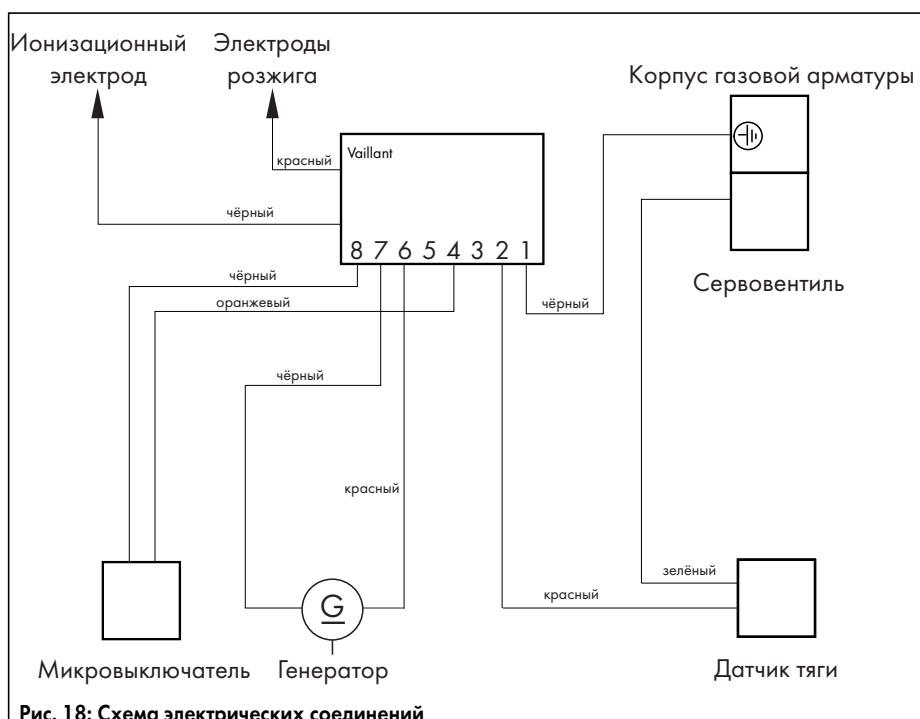 Ионизационный
электрод
Электроды
розжига
Корпус газовой арматуры
Vaillant
красный
чёрный
8 7 6 5 4 3 2 1
чёрный
оранжевый
чёрный
Сервовентиль
чёрный
красный
зелёный
красный
G
Микровыключатель
Генератор
Датчик тяги
Рис. 18: Схема электрических соединений